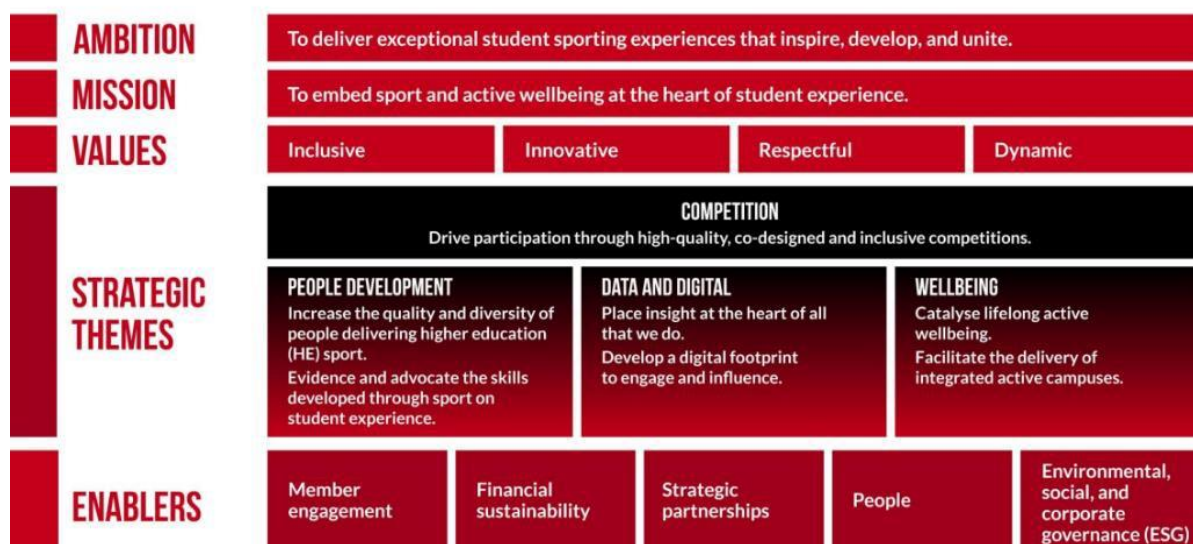 AMBITION
To deliver exceptional student sporting experiences that inspire, develop, and unite.
MISSION
To embed sport and active wellbeing at the heart of student experience.
VALUES
Inclusive
Innovative
Respectful
Dynamic
STRATEGIC
THEMES
COMPETITION
Drive participation through high-quality, co-designed and inclusive competitions.
PEOPLE DEVELOPMENT
Increase the quality and diversity of
people delivering higher education
(HE) sport.
Evidence and advocate the skills
developed through sport on
student experience.
DATA AND DIGITAL
Place insight at the heart of all
that we do.
Develop a digital footprint
to engage and influence.
WELLBEING
Catalyse lifelong active
wellbeing.
Facilitate the delivery of
integrated active campuses.
ENABLERS
Member
engagement
Financial
sustainability
Strategic
partnerships
People
Environmental,
social, and
corporate
governance (ESG)